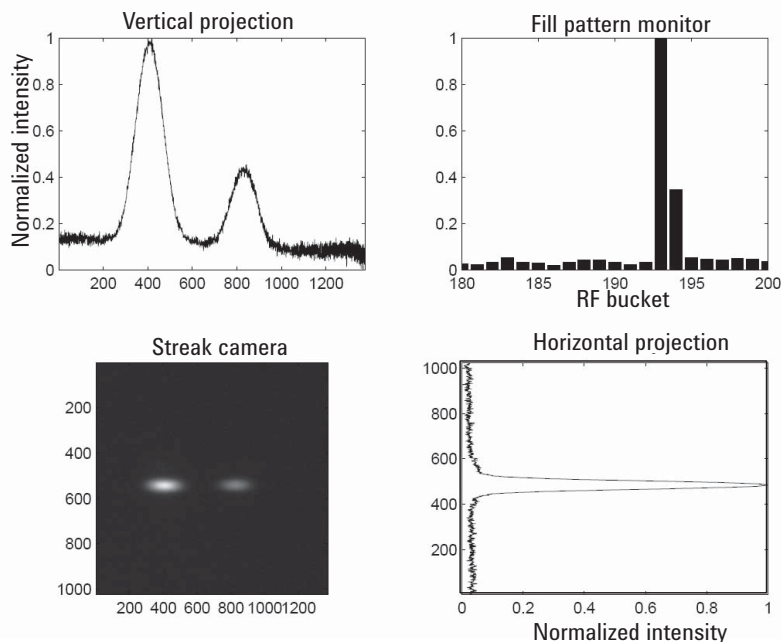 Vertical projection
Normalized intensity
1
0.8
0.6
0.4
0.2
0
200 400 600 800 1000 1200
Fill pattern monitor
1
0.8
0.6
0.4
0.2
0
180 185 190 195 200
RF bucket
Streak camera
200
400
600
800
1000
200 400 600 800 1000 1200
Horizontal projection
1000
800
600
400
200
0 0.2 0.4 0.6 0.8 1
Normalized intensity